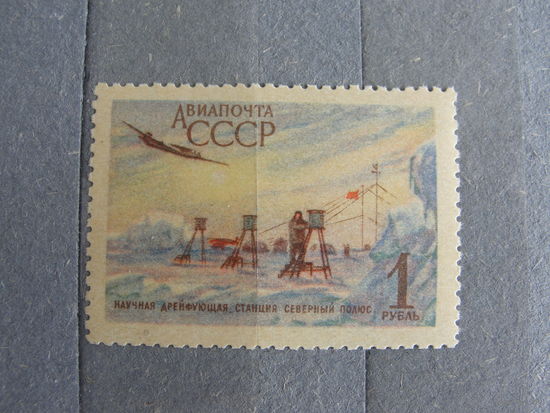 АВИАПОЧТА
СССР
НАУЧНАЯ ДРЕЙФУЮЩАЯ СТАНЦИЯ СЕВЕРНЫЙ ПОЛЮС
1
РУБЛЬ